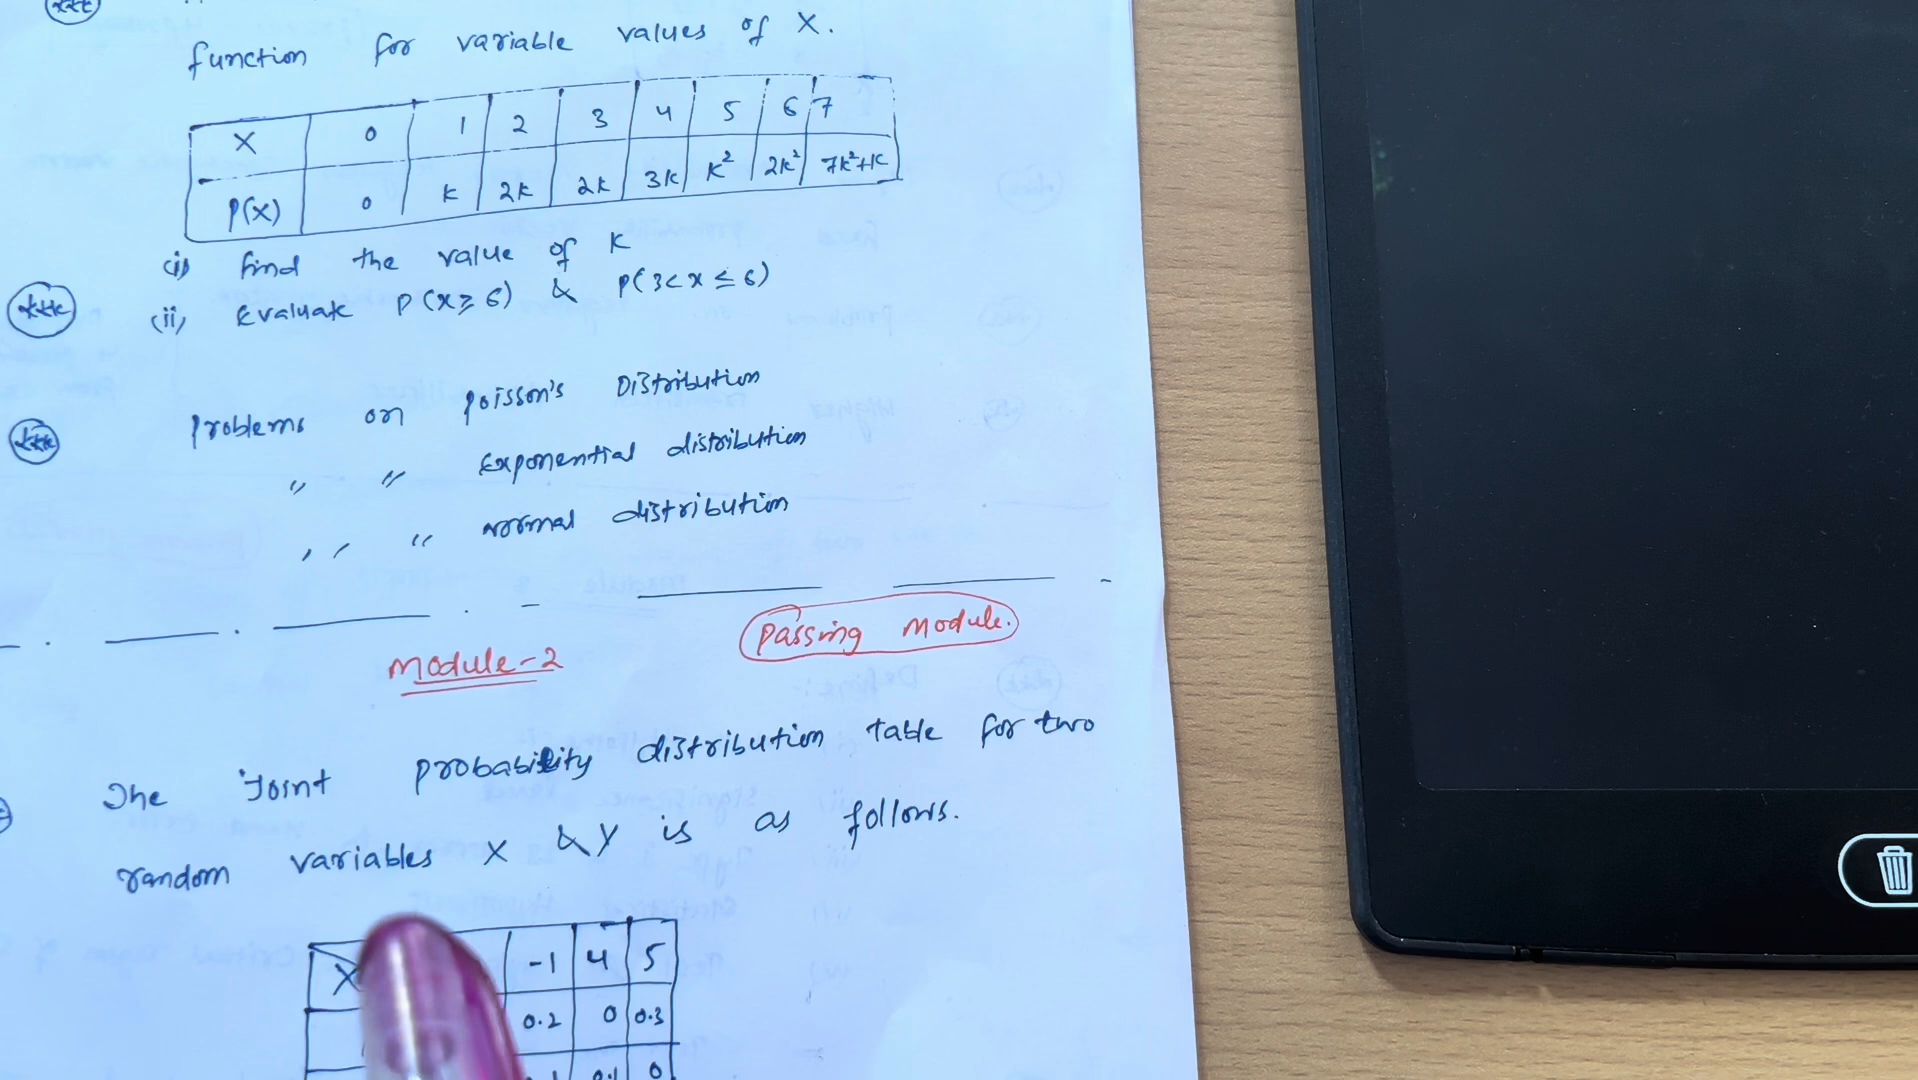 function for variable values of X.
X 0 1 2 3 4 5 6 7
P(X) 0 K 2K 2K 3K K² 2K² 7K²+K
(i) find the value of K
(ii) Evaluate P(X ≥ 6) & P(3 < x ≤ 6)
Problems on Poisson's Distribution
" " Exponential distribution
" " Normal distribution
Module-2 Passing Module.
The Joint probability distribution table for two
random variables X & Y is as follows.
X -1 4 5
0.2 0 0.3
0.1 0